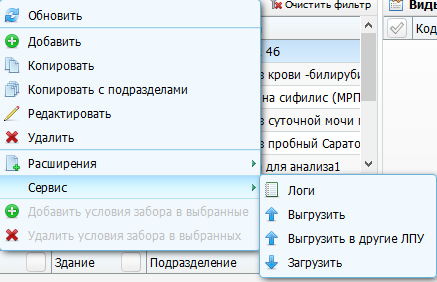 Обновить
Очистить фильтр
Виды
Добавить
Код
Копировать
46
Копировать с подразделами
в крови -билируби
Редактировать
на сифилис (МРП
Удалить
в суточной мочи
в пробный Сарато
Расширения
для анализа1
Сервис
Логи
Добавить условия забора в выбранные
Выгрузить
Удалить условия забора в выбранных
Выгрузить в другие ЛПУ
Здание
Подразделение
Загрузить